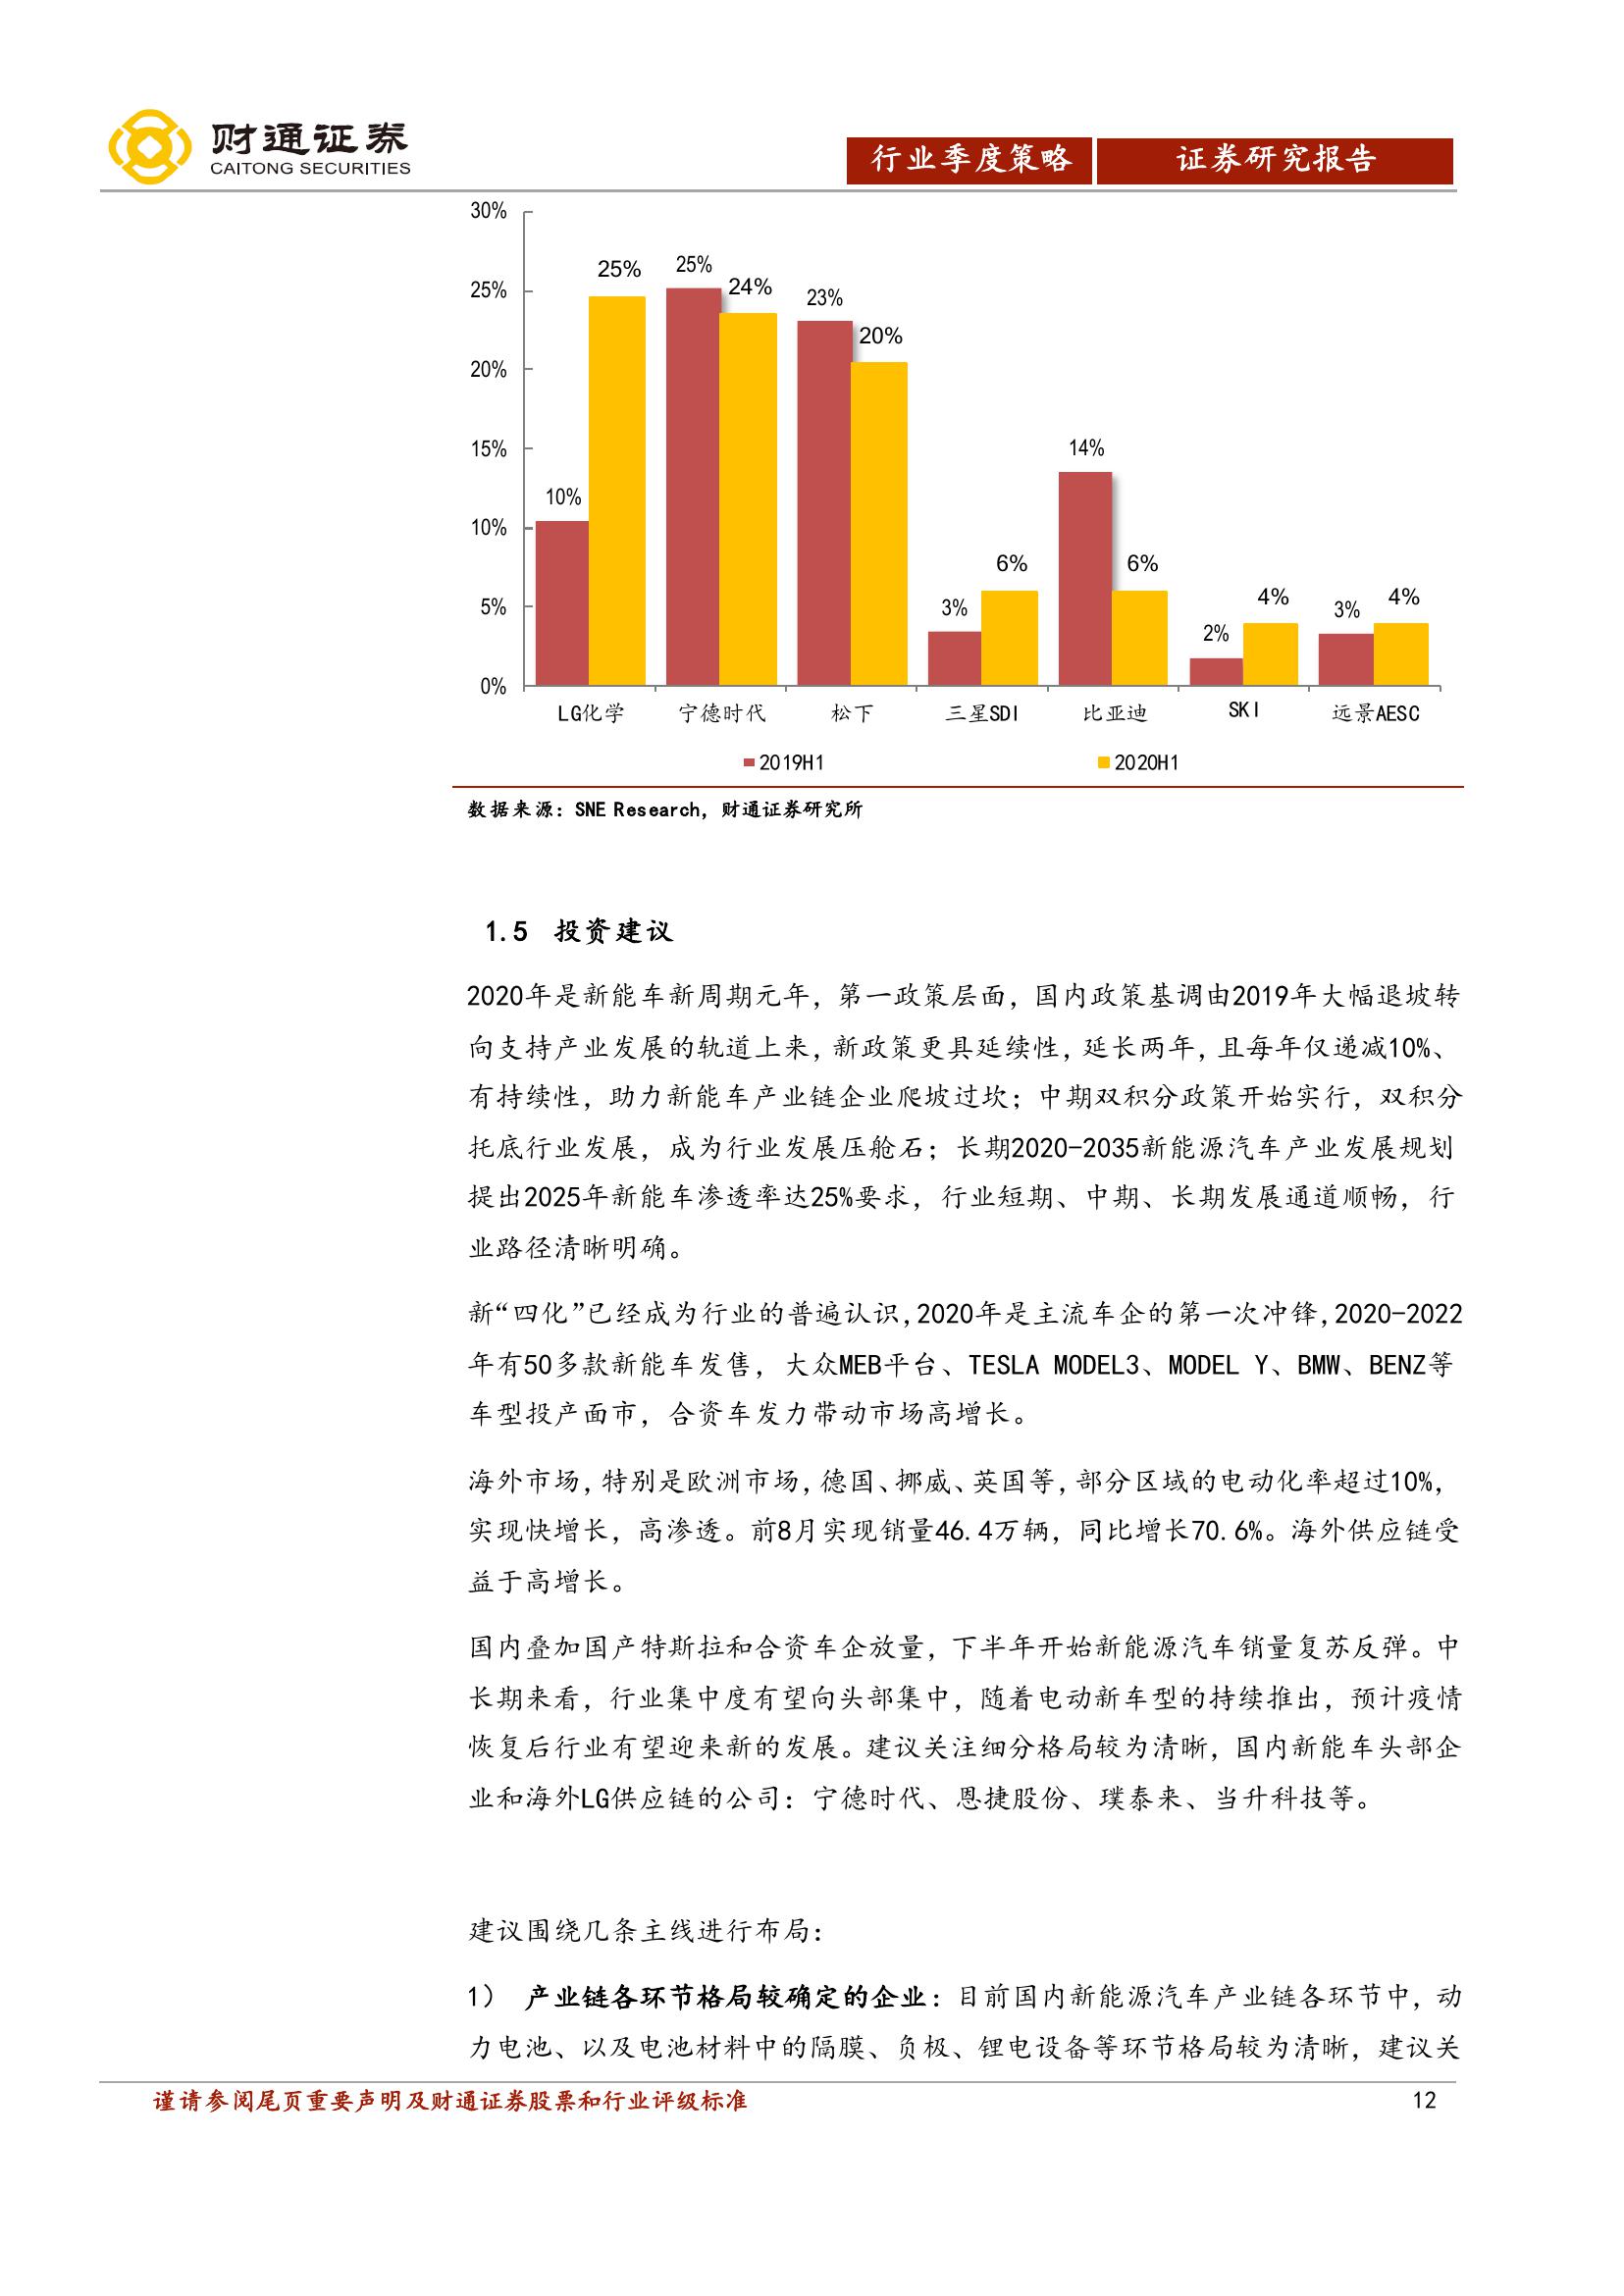 财通证券
CAITONG SECURITIES
行业季度策略
证券研究报告
30%
25%
20%
15%
10%
5%
0%
10%
25%
25%
24%
23%
20%
3%
6%
14%
6%
2%
4%
3%
4%
LG化学
宁德时代
松下
三星SDI
比亚迪
SKI
远景AESC
2019H1
2020H1
数据来源：SNE Research，财通证券研究所
1.5 投资建议
2020年是新能车新周期元年，第一政策层面，国内政策基调由2019年大幅退坡转
向支持产业发展的轨道上来，新政策更具延续性，延长两年，且每年仅递减10%、
有持续性，助力新能车产业链企业爬坡过坎；中期双积分政策开始实行，双积分
托底行业发展，成为行业发展压舱石；长期2020-2035新能源汽车产业发展规划
提出2025年新能车渗透率达25%要求，行业短期、中期、长期发展通道顺畅，行
业路径清晰明确。
新“四化”已经成为行业的普遍认识，2020年是主流车企的第一次冲锋，2020-2022
年有50多款新能车发售，大众MEB平台、TESLA MODEL3、MODEL Y、BMW、BENZ等
车型投产面市，合资车发力带动市场高增长。
海外市场，特别是欧洲市场，德国、挪威、英国等，部分区域的电动化率超过10%，
实现快增长，高渗透。前8月实现销量46.4万辆，同比增长70.6%。海外供应链受
益于高增长。
国内叠加国产特斯拉和合资车企放量，下半年开始新能源汽车销量复苏反弹。中
长期来看，行业集中度有望向头部集中，随着电动新车型的持续推出，预计疫情
恢复后行业有望迎来新的发展。建议关注细分格局较为清晰，国内新能车头部企
业和海外LG供应链的公司：宁德时代、恩捷股份、璞泰来、当升科技等。
建议围绕几条主线进行布局：
1） 产业链各环节格局较确定的企业：目前国内新能源汽车产业链各环节中，动
力电池、以及电池材料中的隔膜、负极、锂电设备等环节格局较为清晰，建议关
谨请参阅尾页重要声明及财通证券股票和行业评级标准
12